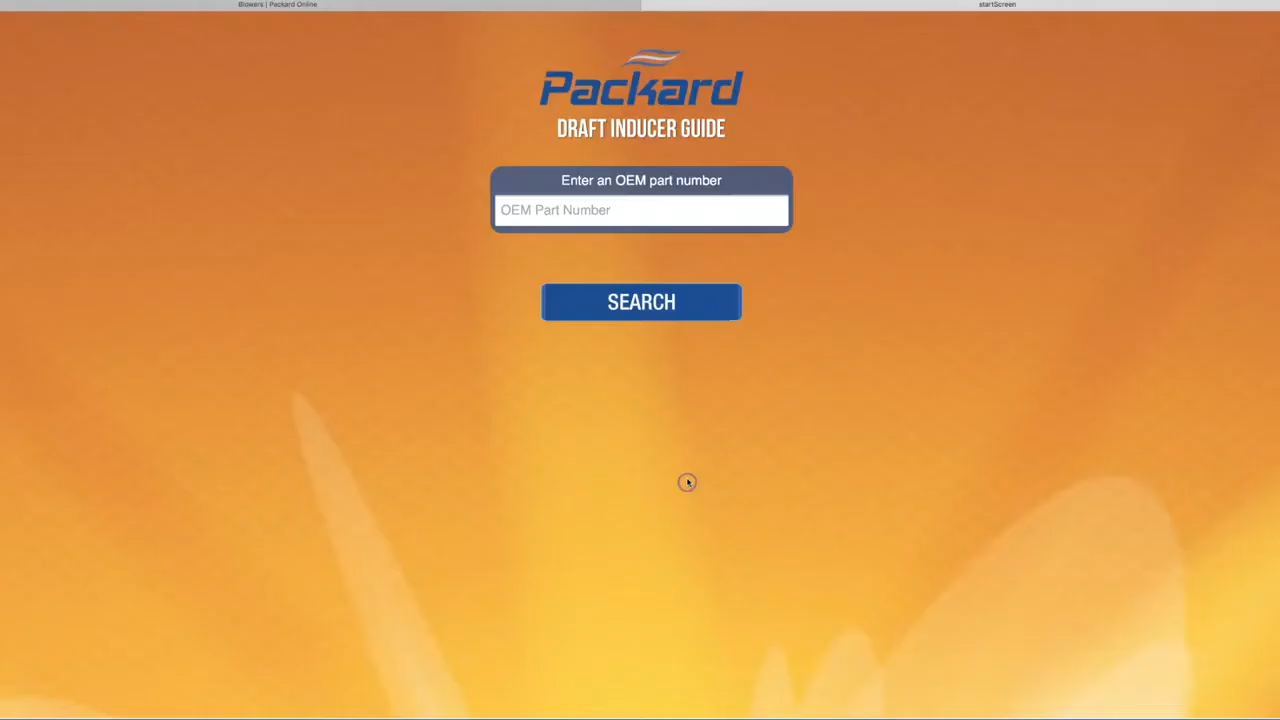 Blowers | Packard Online
startScreen
Packard
DRAFT INDUCER GUIDE
Enter an OEM part number
OEM Part Number
SEARCH